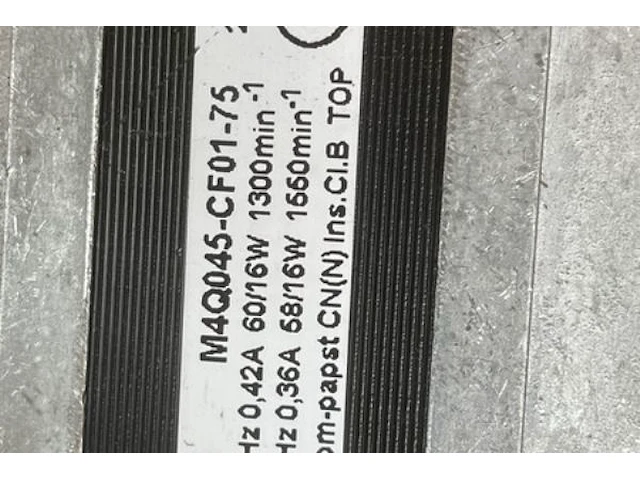 M4Q045-CF01-75
Hz 0,42A 60/16W 1300min-1
Hz 0,36A 58/16W 1550min-1
om-papst CN(N) Ins.Cl.B TOP